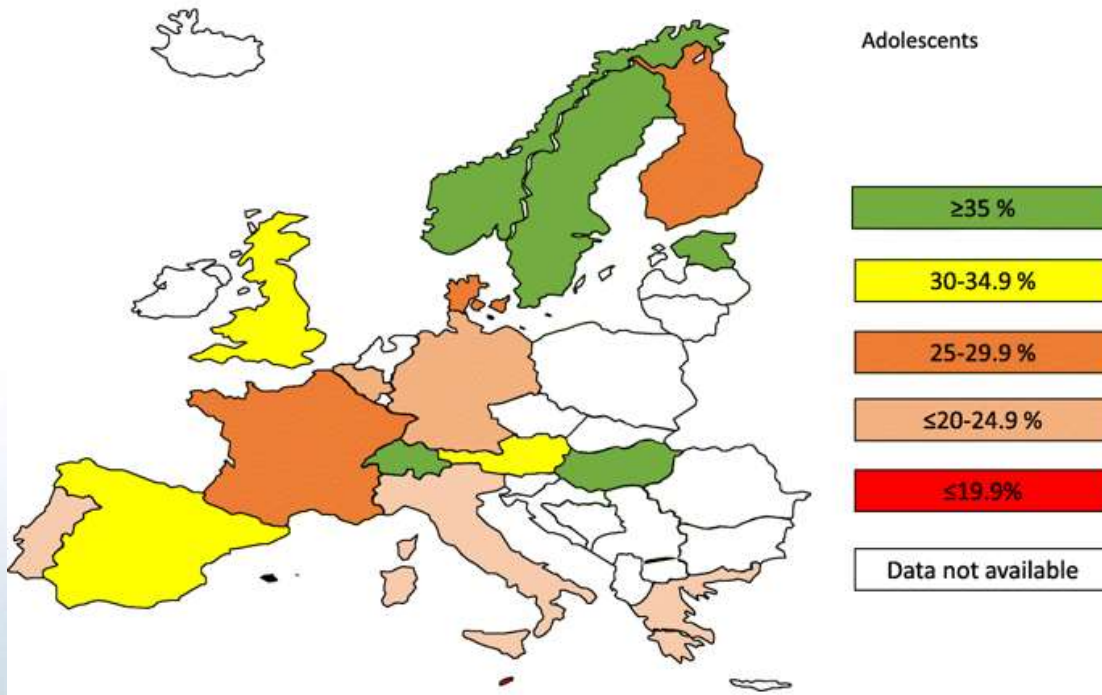 Adolescents
≥35 %
30-34.9 %
25-29.9 %
≤20-24.9 %
≤19.9%
Data not available